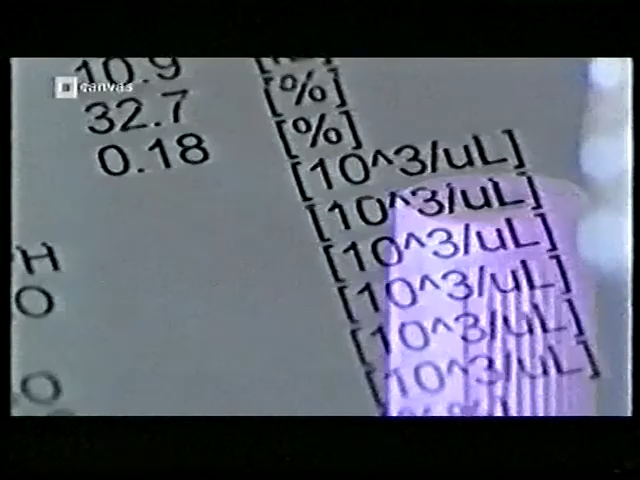 10.9
canvas
[%]
32.7 [%]
0.18 [10^3/uL]
[10^3/uL]
[10^3/uL]
H [10^3/uL]
O [10^3/uL]
[10^3/uL]
O